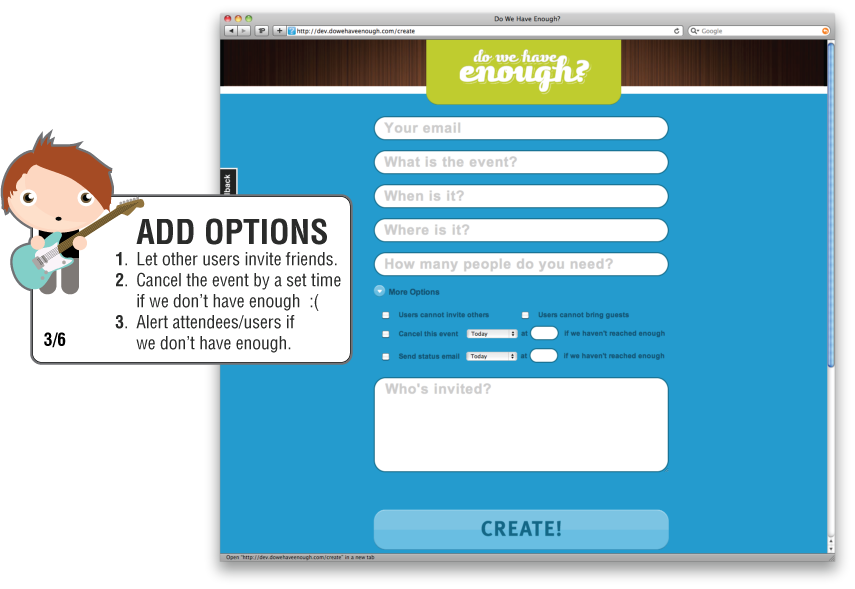 Do We Have Enough?
http://dev.dowehaveenough.com/create
Google
do we have
enough?
Your email
What is the event?
When is it?
Where is it?
How many people do you need?
More Options
Users cannot invite others
Users cannot bring guests
Cancel this event Today at if we haven't reached enough
Send status email Today at if we haven't reached enough
Who's invited?
CREATE!
back
ADD OPTIONS
1. Let other users invite friends.
2. Cancel the event by a set time
if we don't have enough :(
3. Alert attendees/users if
we don't have enough.
3/6
Open "http://dev.dowehaveenough.com/create" in a new tab